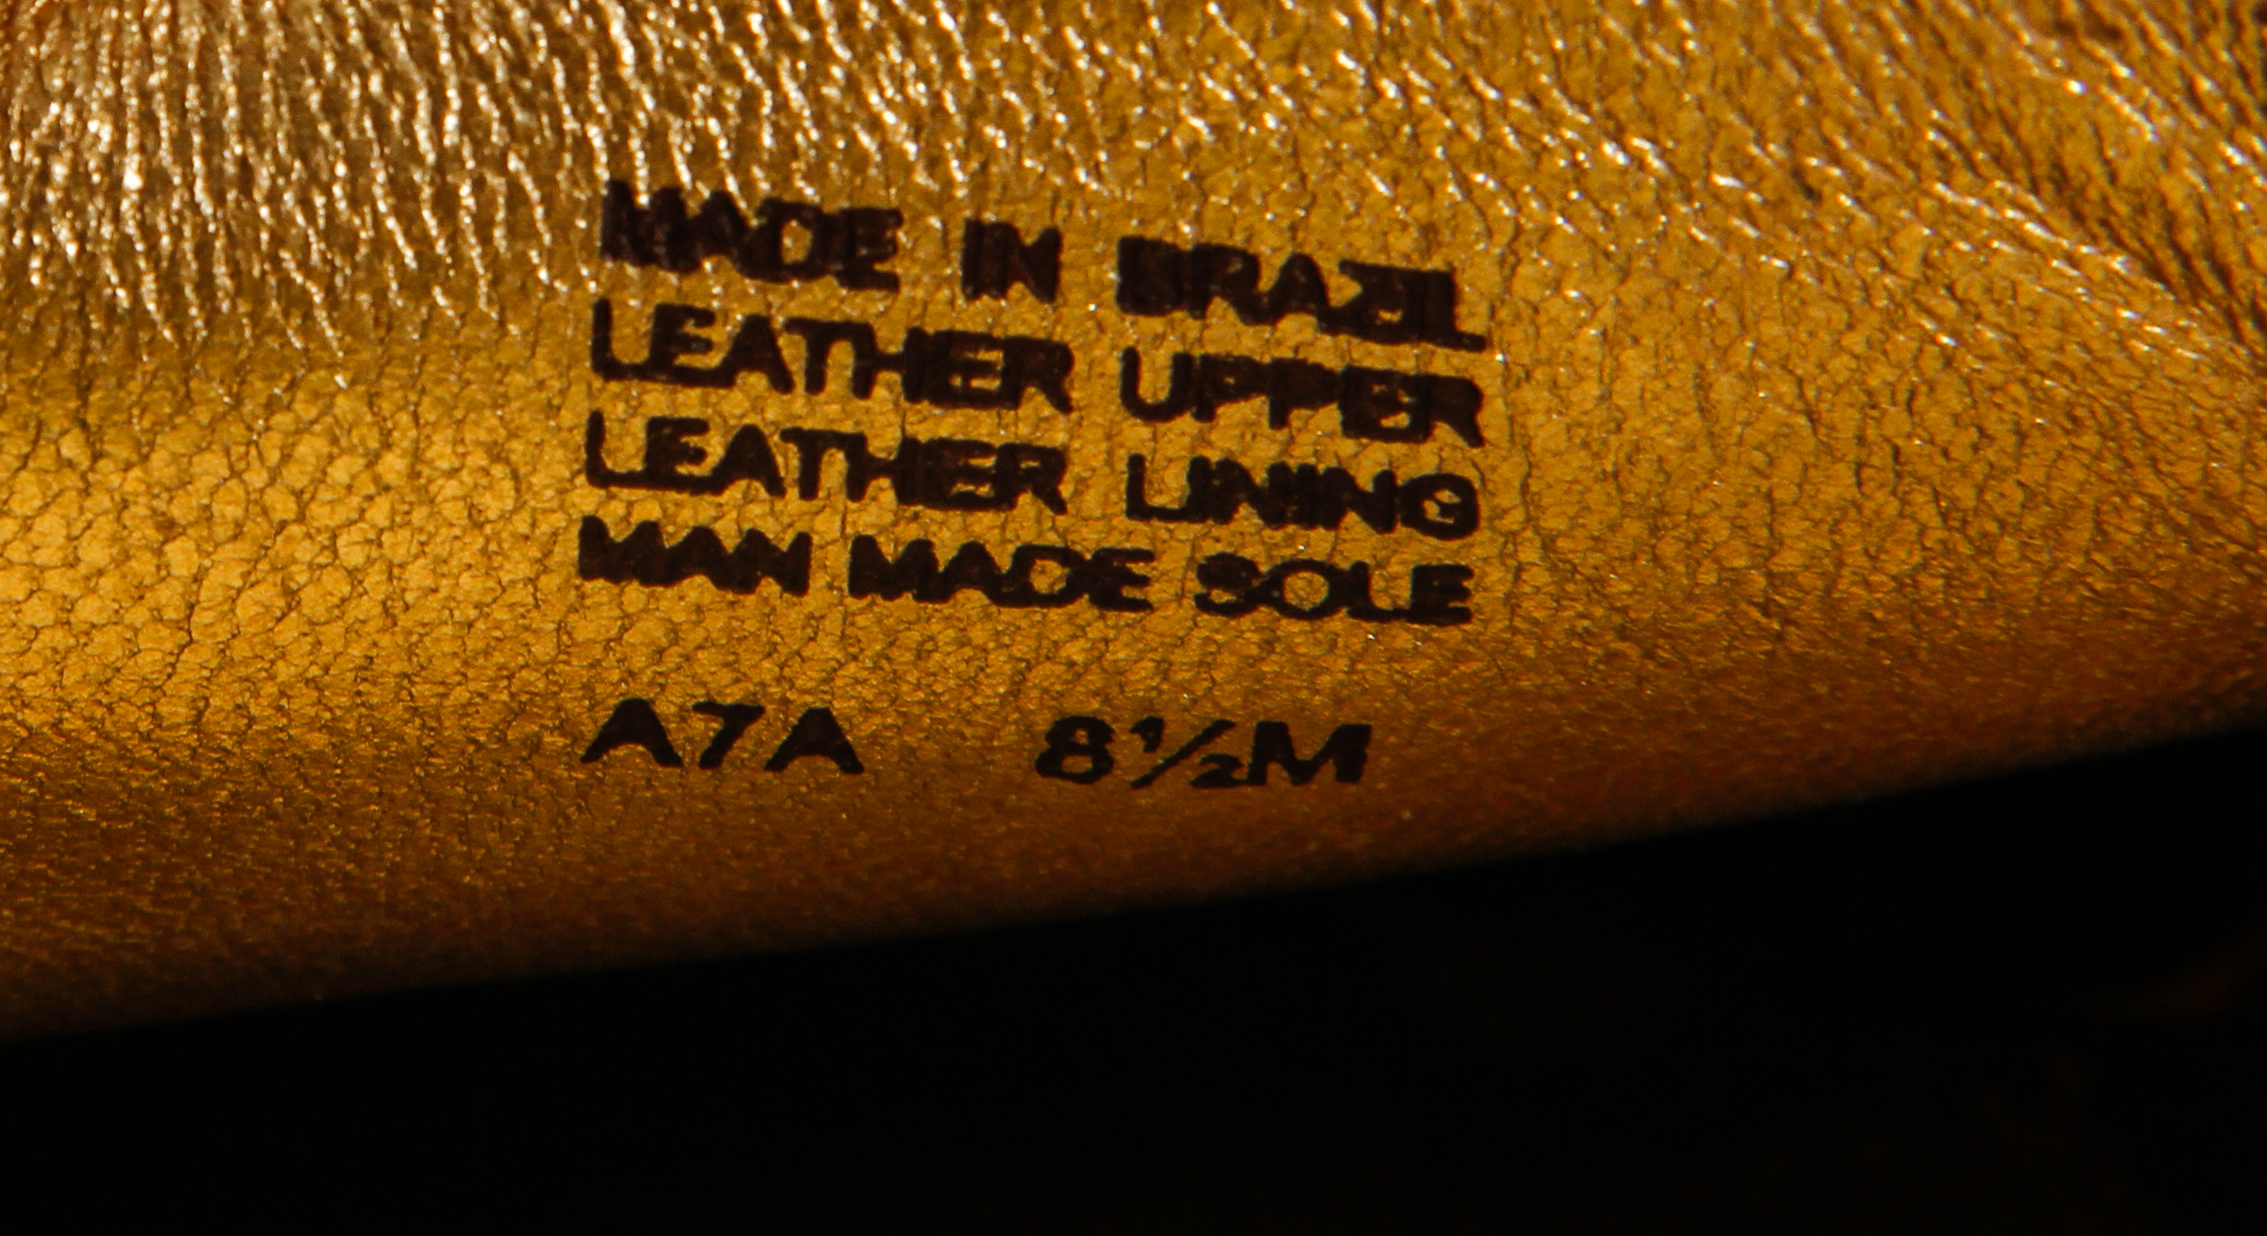 MADE IN BRAZIL
LEATHER UPPER
LEATHER LINING
MAN MADE SOLE
A7A 8½M